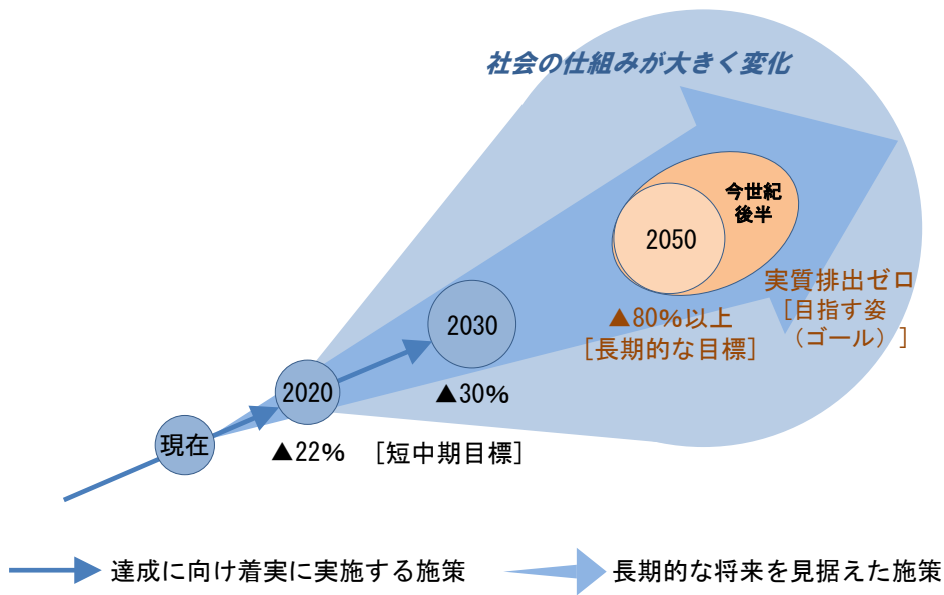 社会の仕組みが大きく変化
今世紀
後半
2050
実質排出ゼロ
［目指す姿
（ゴール）］
▲80%以上
［長期的な目標］
2030
▲30%
2020
▲22% ［短中期目標］
現在
達成に向け着実に実施する施策
長期的な将来を見据えた施策